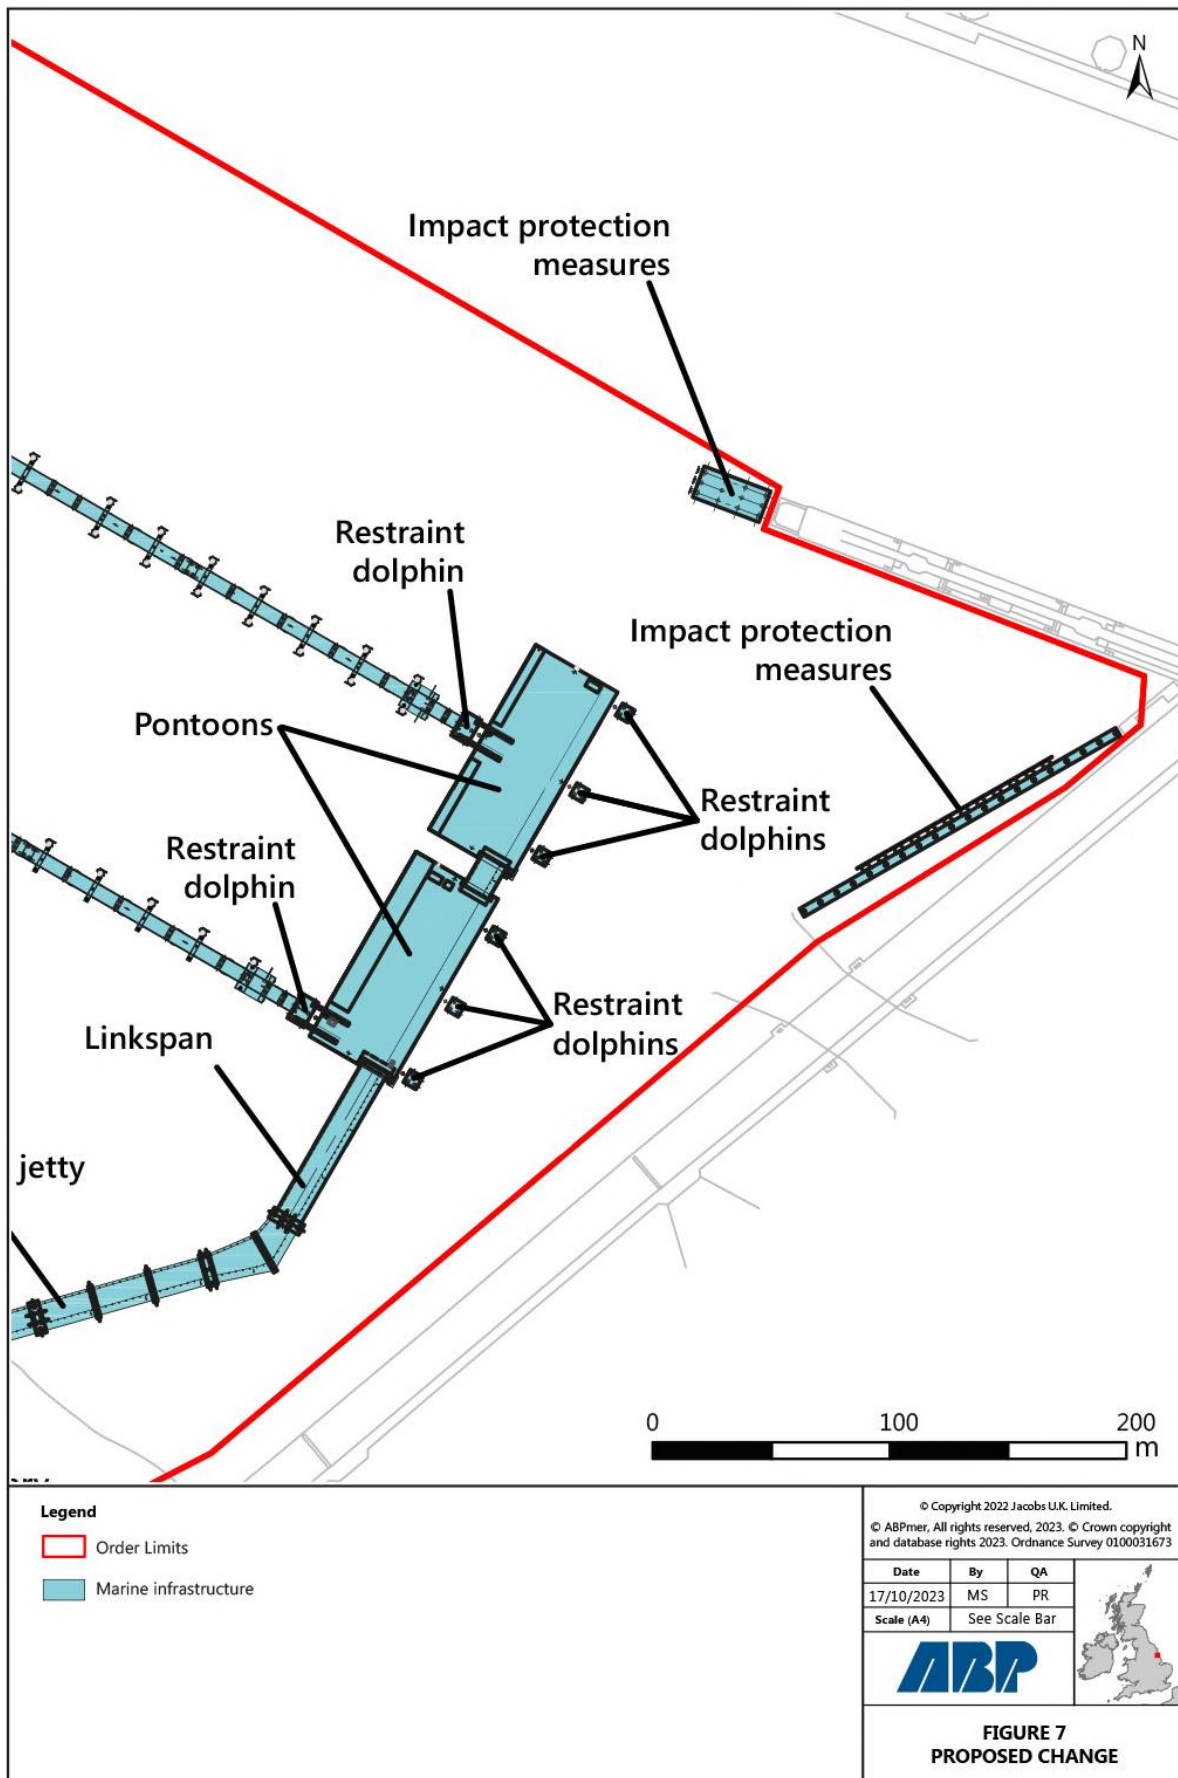 N
Impact protection
measures
Restraint
dolphin
Impact protection
measures
Pontoons
Restraint
dolphins
Restraint
dolphin
Restraint
dolphins
Linkspan
jetty
0 100 200
m
Legend
Order Limits
Marine infrastructure
© Copyright 2022 Jacobs U.K. Limited.
© ABPmer, All rights reserved, 2023. © Crown copyright
and database rights 2023. Ordnance Survey 0100031673
Date By QA
17/10/2023 MS PR
Scale (A4) See Scale Bar
ABP
FIGURE 7
PROPOSED CHANGE